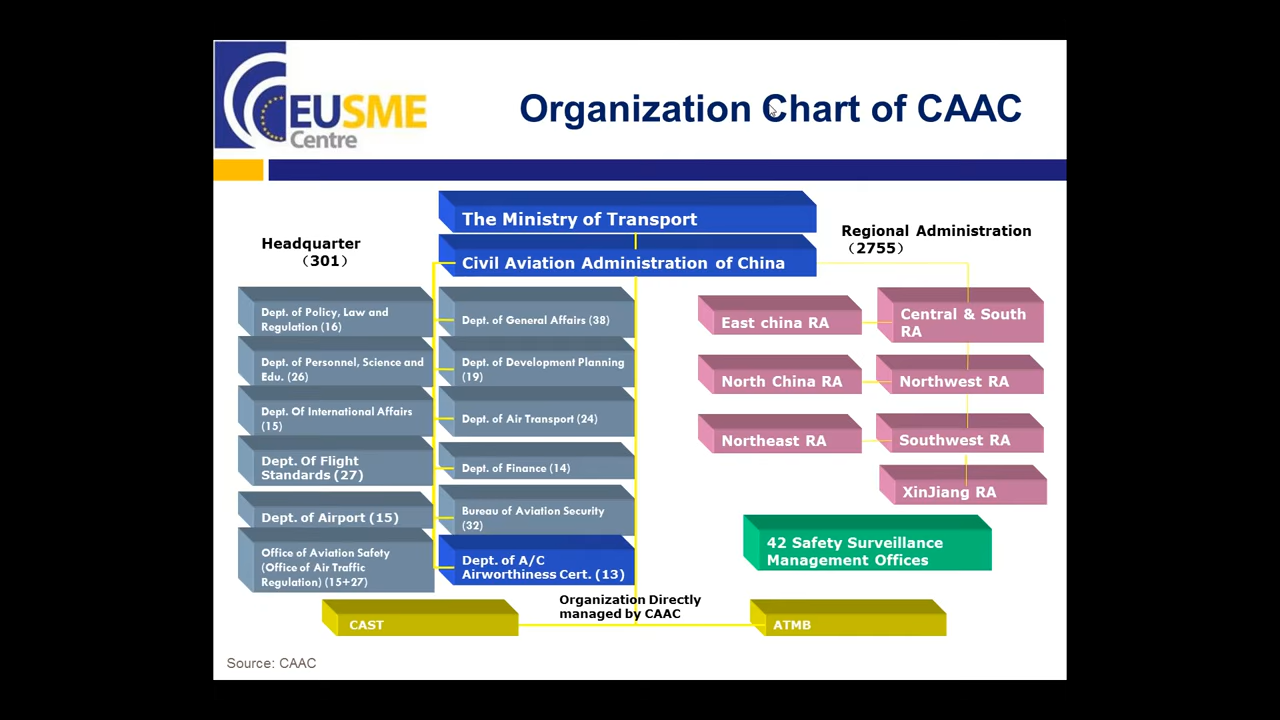 EUSME
Centre
Organization Chart of CAAC
The Ministry of Transport
Civil Aviation Administration of China
Headquarter
（301）
Regional Administration
（2755）
Dept. of Policy, Law and
Regulation (16)
Dept. of General Affairs (38)
Dept. of Personnel, Science and
Edu. (26)
Dept. of Development Planning
(19)
Dept. Of International Affairs
(15)
Dept. of Air Transport (24)
Dept. Of Flight
Standards (27)
Dept. of Finance (14)
Dept. of Airport (15)
Bureau of Aviation Security
(32)
Office of Aviation Safety
(Office of Air Traffic
Regulation) (15+27)
Dept. of A/C
Airworthiness Cert. (13)
East china RA
Central & South
RA
North China RA
Northwest RA
Northeast RA
Southwest RA
XinJiang RA
42 Safety Surveillance
Management Offices
Organization Directly
managed by CAAC
CAST
ATMB
Source: CAAC